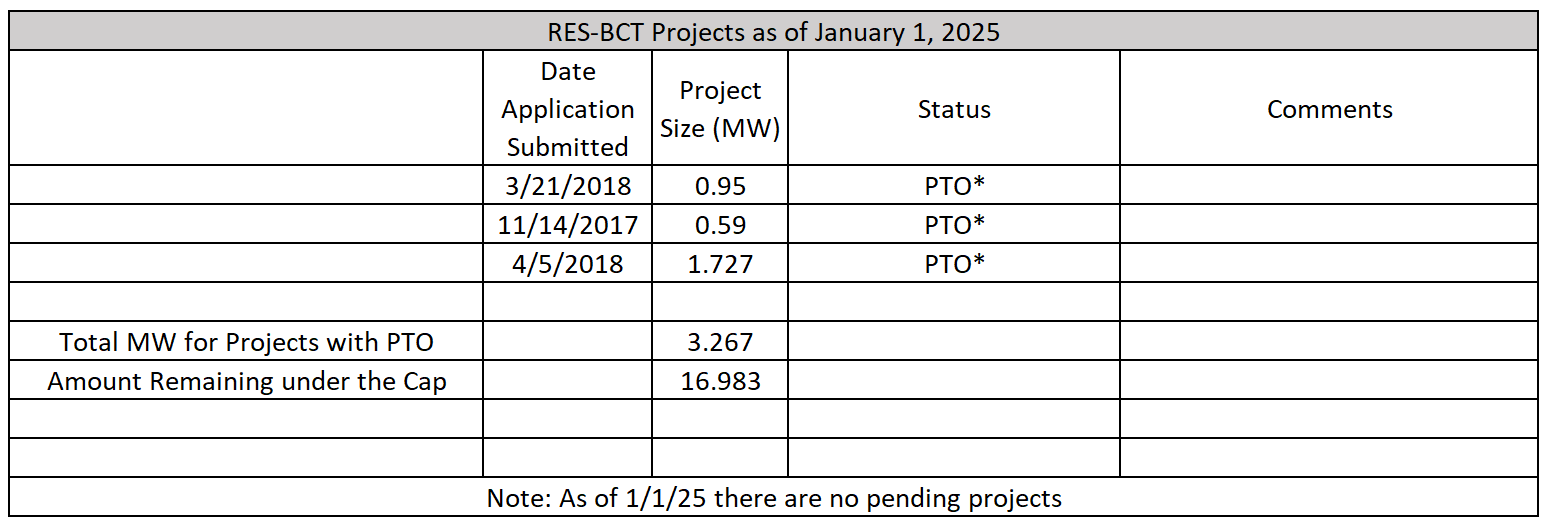 RES-BCT Projects as of January 1, 2025
Date
Application
Submitted
Project
Size (MW)
Status
Comments
3/21/2018 0.95 PTO*
11/14/2017 0.59 PTO*
4/5/2018 1.727 PTO*
Total MW for Projects with PTO 3.267
Amount Remaining under the Cap 16.983
Note: As of 1/1/25 there are no pending projects